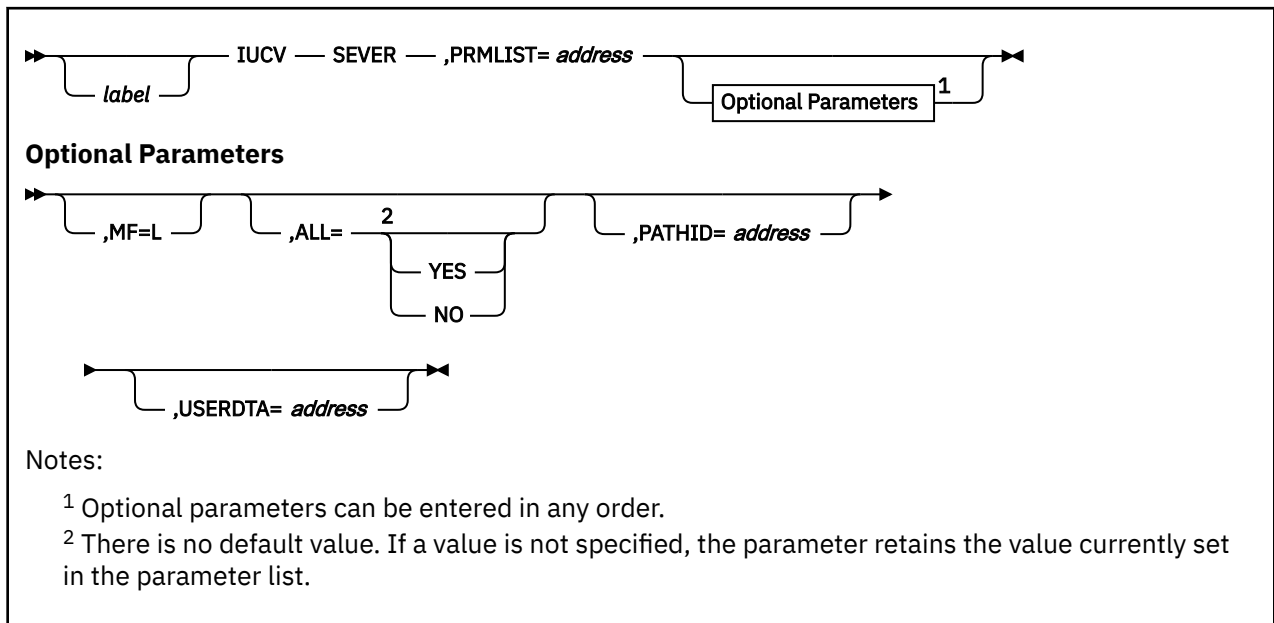 IUCV SEVER ,PRMLIST= address
label
Optional Parameters 1
Optional Parameters
,MF=L ,ALL= 2 ,PATHID= address
YES
NO
,USERDTA= address
Notes:
1 Optional parameters can be entered in any order.
2 There is no default value. If a value is not specified, the parameter retains the value currently set
in the parameter list.